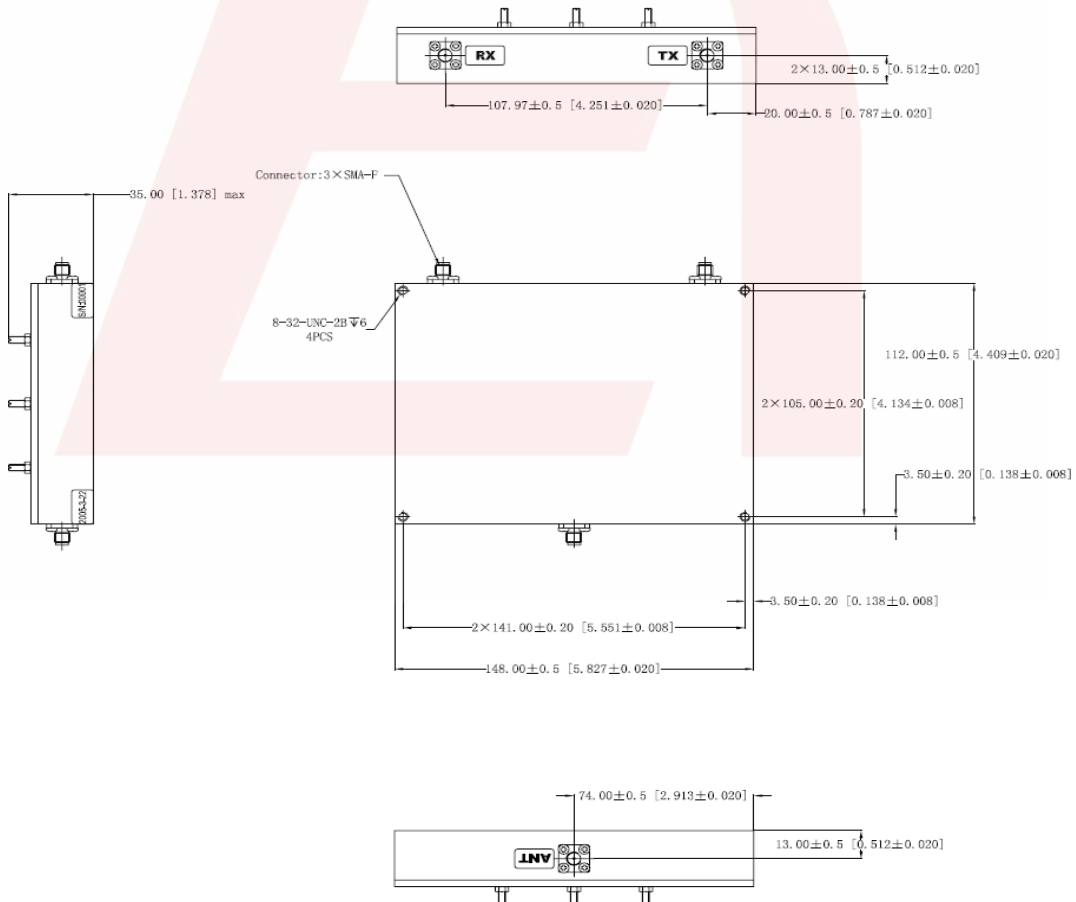 RX
TX
2×13.00±0.5 [0.512±0.020]
107.97±0.5 [4.251±0.020]
20.00±0.5 [0.787±0.020]
Connector:3×SMA-F
35.00 [1.378] max
S/N:00001
8-32-UNC-2B↧6
4PCS
112.00±0.5 [4.409±0.020]
2×105.00±0.20 [4.134±0.008]
3.50±0.20 [0.138±0.008]
2005-3-22
3.50±0.20 [0.138±0.008]
2×141.00±0.20 [5.551±0.008]
148.00±0.5 [5.827±0.020]
74.00±0.5 [2.913±0.020]
13.00±0.5 [0.512±0.020]
ANT